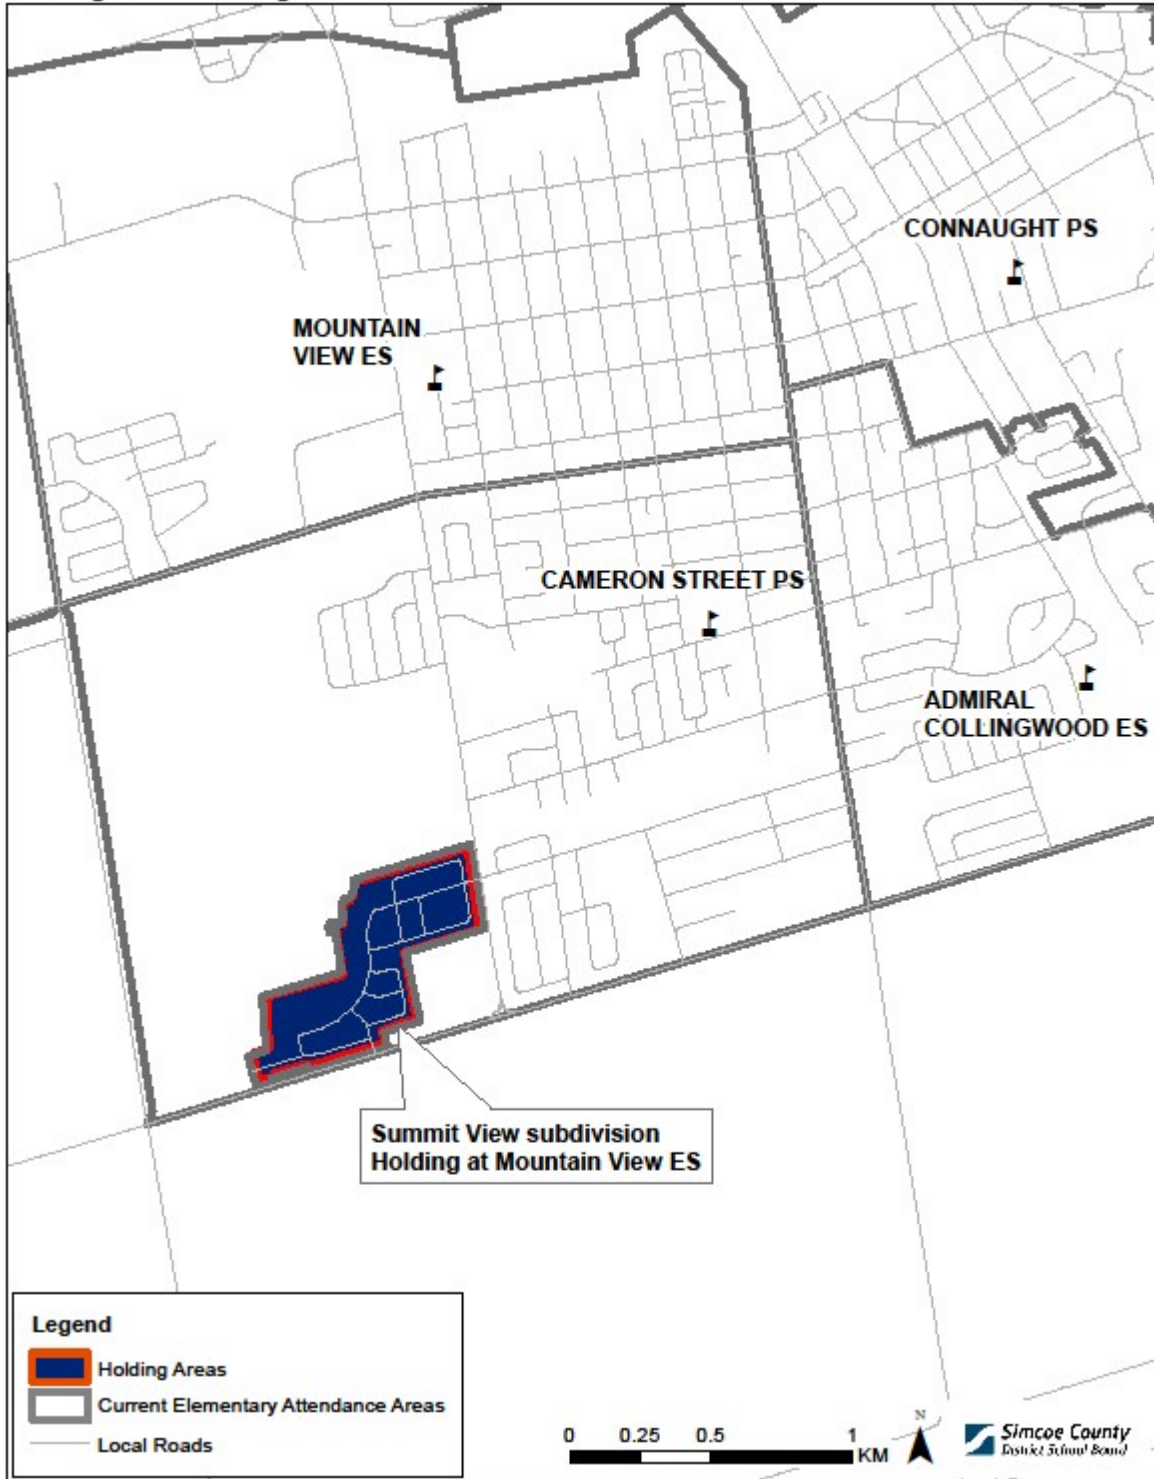 CONNAUGHT PS
MOUNTAIN
VIEW ES
CAMERON STREET PS
ADMIRAL
COLLINGWOOD ES
Summit View subdivision
Holding at Mountain View ES
Legend
Holding Areas
Current Elementary Attendance Areas
Local Roads
0 0.25 0.5 1
KM
N
Simcoe County
District School Board